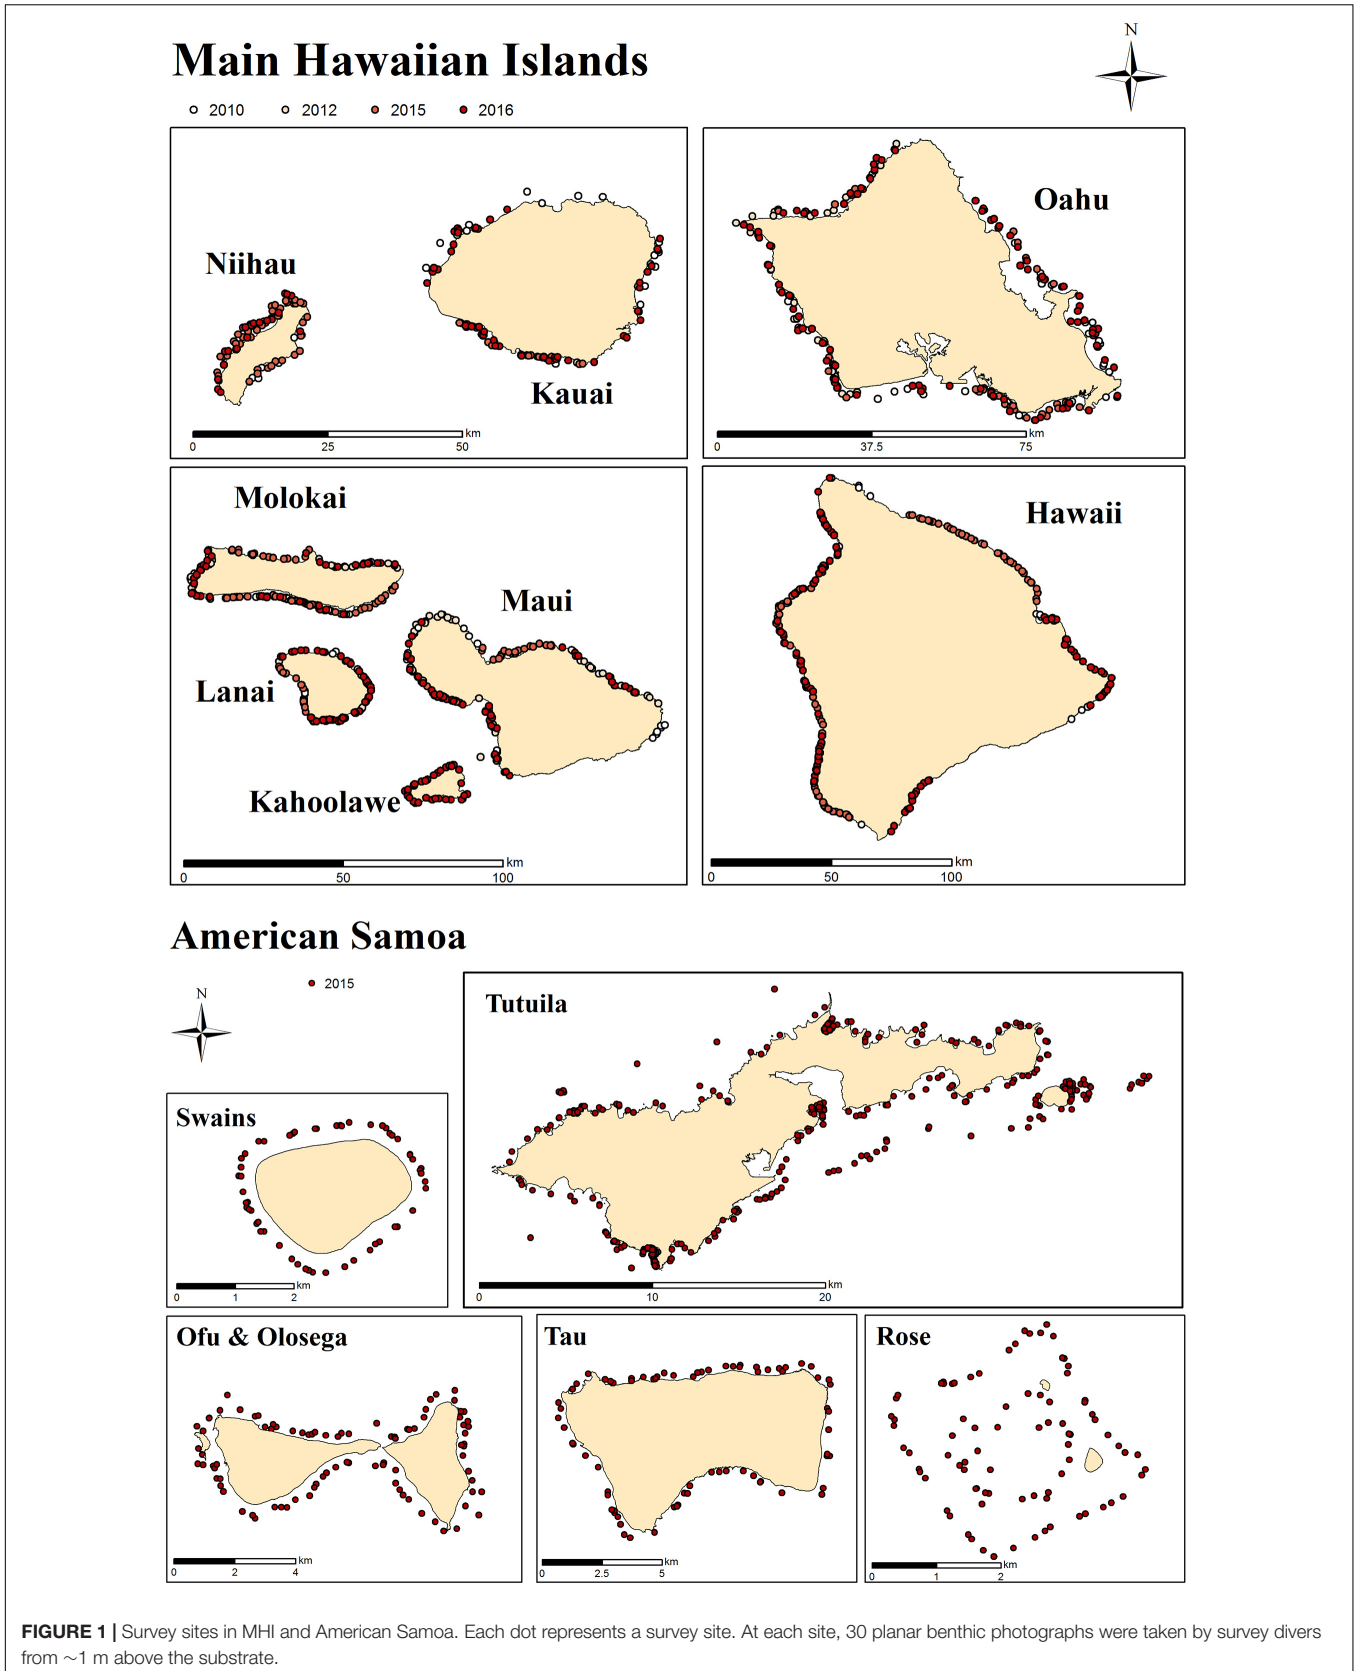 N
Main Hawaiian Islands
2010 2012 2015 2016
Niihau
Kauai
0 25 50 km
Oahu
0 37.5 75 km
Molokai
Maui
Lanai
Kahoolawe
0 50 100 km
Hawaii
0 50 100 km
American Samoa
2015
N
Tutuila
0 10 20 km
Swains
0 1 2 km
Ofu & Olosega
0 2 4 km
Tau
0 2.5 5 km
Rose
0 1 2 km
FIGURE 1 | Survey sites in MHI and American Samoa. Each dot represents a survey site. At each site, 30 planar benthic photographs were taken by survey divers
from ~1 m above the substrate.